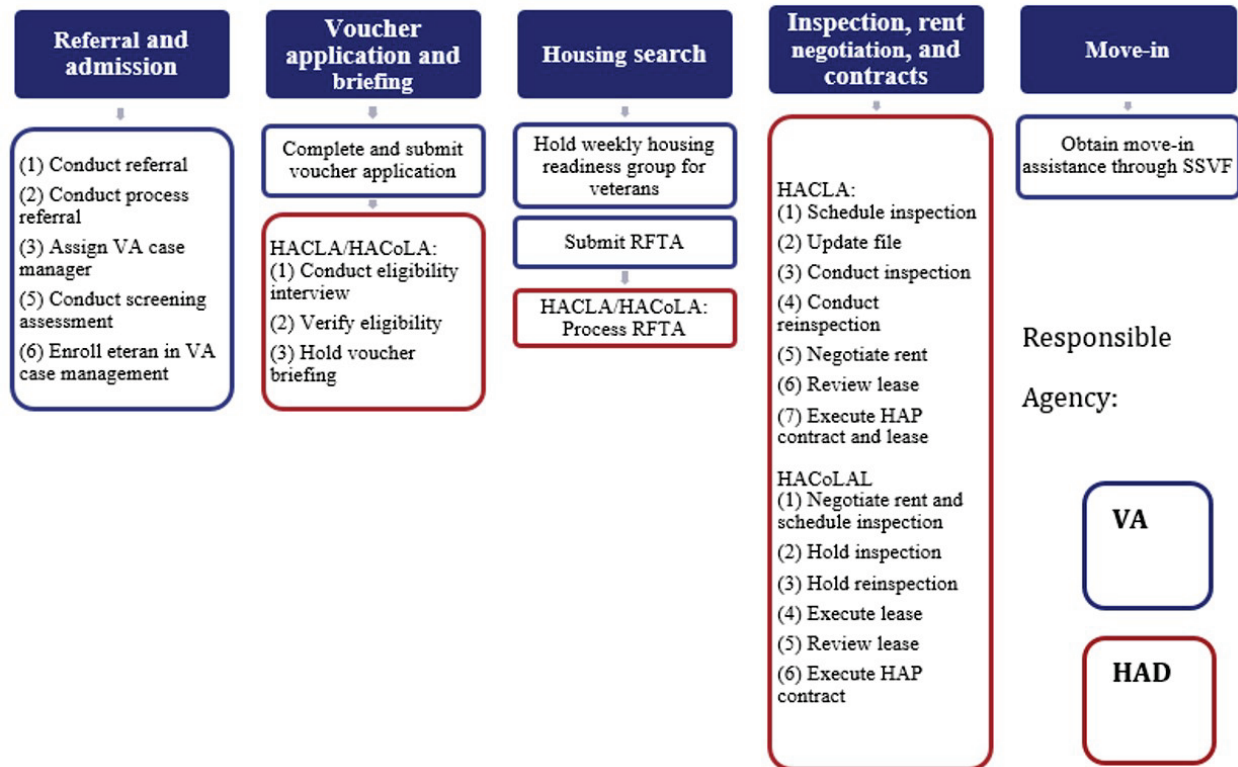 Referral and
admission
(1) Conduct referral
(2) Conduct process
referral
(3) Assign VA case
manager
(5) Conduct screening
assessment
(6) Enroll eteran in VA
case management
Voucher
application and
briefing
Complete and submit
voucher application
HACLA/HACoLA:
(1) Conduct eligibility
interview
(2) Verify eligibility
(3) Hold voucher
briefing
Housing search
Hold weekly housing
readiness group for
veterans
Submit RFTA
HACLA/HACoLA:
Process RFTA
Inspection, rent
negotiation, and
contracts
HACLA:
(1) Schedule inspection
(2) Update file
(3) Conduct inspection
(4) Conduct
reinspection
(5) Negotiate rent
(6) Review lease
(7) Execute HAP
contract and lease
HACoLAL
(1) Negotiate rent and
schedule inspection
(2) Hold inspection
(3) Hold reinspection
(4) Execute lease
(5) Review lease
(6) Execute HAP
contract
Move-in
Obtain move-in
assistance through SSVF
Responsible
Agency:
VA
HAD